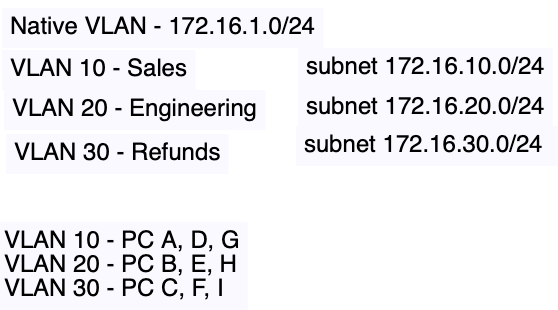 Native VLAN - 172.16.1.0/24
VLAN 10 - Sales subnet 172.16.10.0/24
VLAN 20 - Engineering subnet 172.16.20.0/24
VLAN 30 - Refunds subnet 172.16.30.0/24
VLAN 10 - PC A, D, G
VLAN 20 - PC B, E, H
VLAN 30 - PC C, F, I